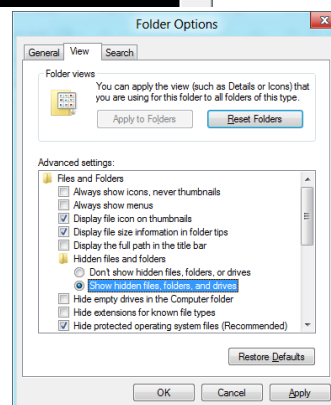 Folder Options
General View Search
Folder views
You can apply the view (such as Details or Icons) that
you are using for this folder to all folders of this type.
Apply to Folders Reset Folders
Advanced settings:
Files and Folders
Always show icons, never thumbnails
Always show menus
Display file icon on thumbnails
Display file size information in folder tips
Display the full path in the title bar
Hidden files and folders
Don't show hidden files, folders, or drives
Show hidden files, folders, and drives
Hide empty drives in the Computer folder
Hide extensions for known file types
Hide protected operating system files (Recommended)
Restore Defaults
OK Cancel Apply